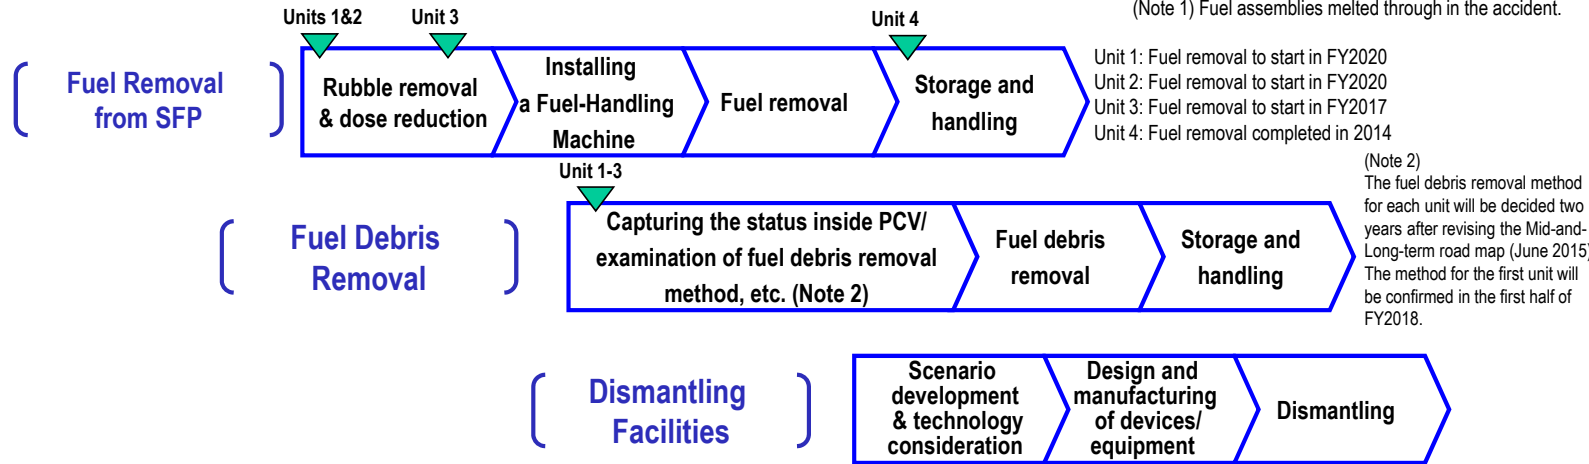 (Note 1) Fuel assemblies melted through in the accident.
Units 1&2
Unit 3
Unit 4
Fuel Removal
from SFP
Rubble removal
& dose reduction
Installing
a Fuel-Handling
Machine
Fuel removal
Storage and
handling
Unit 1: Fuel removal to start in FY2020
Unit 2: Fuel removal to start in FY2020
Unit 3: Fuel removal to start in FY2017
Unit 4: Fuel removal completed in 2014
Unit 1-3
Fuel Debris
Removal
Capturing the status inside PCV/
examination of fuel debris removal
method, etc. (Note 2)
Fuel debris
removal
Storage and
handling
(Note 2)
The fuel debris removal method
for each unit will be decided two
years after revising the Mid-and-
Long-term road map (June 2015)
The method for the first unit will
be confirmed in the first half of
FY2018.
Dismantling
Facilities
Scenario
development
& technology
consideration
Design and
manufacturing
of devices/
equipment
Dismantling